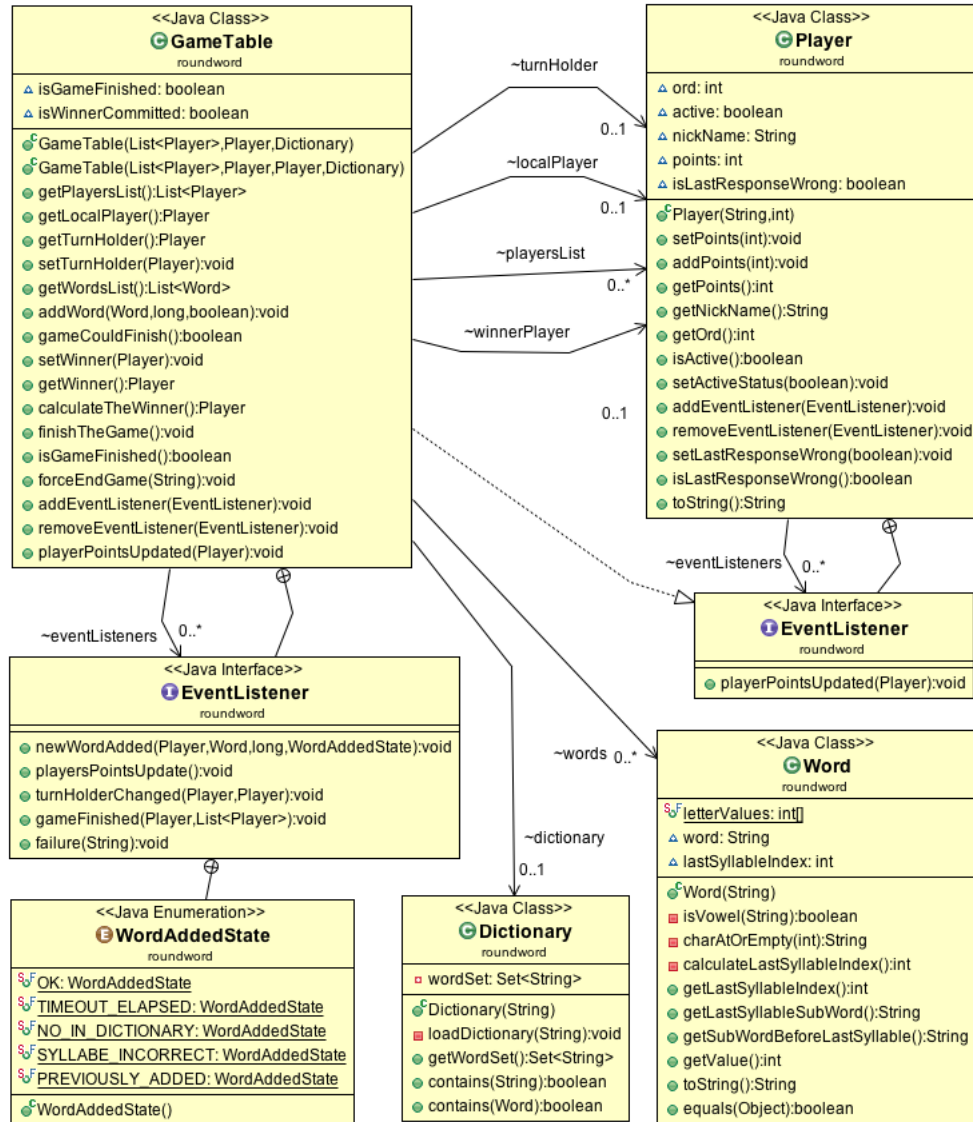 <<Java Class>>
GameTable
roundword
isGameFinished: boolean
isWinnerCommitted: boolean
GameTable(List<Player>,Player,Dictionary)
GameTable(List<Player>,Player,Player,Dictionary)
getPlayersList():List<Player>
getLocalPlayer():Player
getTurnHolder():Player
setTurnHolder(Player):void
getWordsList():List<Word>
addWord(Word,long,boolean):void
gameCouldFinish():boolean
setWinner(Player):void
getWinner():Player
calculateTheWinner():Player
finishTheGame():void
isGameFinished():boolean
forceEndGame(String):void
addEventListener(EventListener):void
removeEventListener(EventListener):void
playerPointsUpdated(Player):void
~turnHolder
0..1
~localPlayer
0..1
~playersList
0..*
~winnerPlayer
0..1
<<Java Class>>
Player
roundword
ord: int
active: boolean
nickName: String
points: int
isLastResponseWrong: boolean
Player(String,int)
setPoints(int):void
addPoints(int):void
getPoints():int
getNickName():String
getOrd():int
isActive():boolean
setActiveStatus(boolean):void
addEventListener(EventListener):void
removeEventListener(EventListener):void
setLastResponseWrong(boolean):void
isLastResponseWrong():boolean
toString():String
~eventListeners
0..*
<<Java Interface>>
EventListener
roundword
playerPointsUpdated(Player):void
~eventListeners
0..*
<<Java Interface>>
EventListener
roundword
newWordAdded(Player,Word,long,WordAddedState):void
playersPointsUpdate():void
turnHolderChanged(Player,Player):void
gameFinished(Player,List<Player>):void
failure(String):void
<<Java Enumeration>>
WordAddedState
roundword
OK: WordAddedState
TIMEOUT_ELAPSED: WordAddedState
NO_IN_DICTIONARY: WordAddedState
SYLLABE_INCORRECT: WordAddedState
PREVIOUSLY_ADDED: WordAddedState
WordAddedState()
~dictionary
0..1
<<Java Class>>
Dictionary
roundword
wordSet: Set<String>
Dictionary(String)
loadDictionary(String):void
getWordSet():Set<String>
contains(String):boolean
contains(Word):boolean
~words
0..*
<<Java Class>>
Word
roundword
letterValues: int[]
word: String
lastSyllableIndex: int
Word(String)
isVowel(String):boolean
charAtOrEmpty(int):String
calculateLastSyllableIndex():int
getLastSyllableIndex():int
getLastSyllableSubWord():String
getSubWordBeforeLastSyllable():String
getValue():int
toString():String
equals(Object):boolean